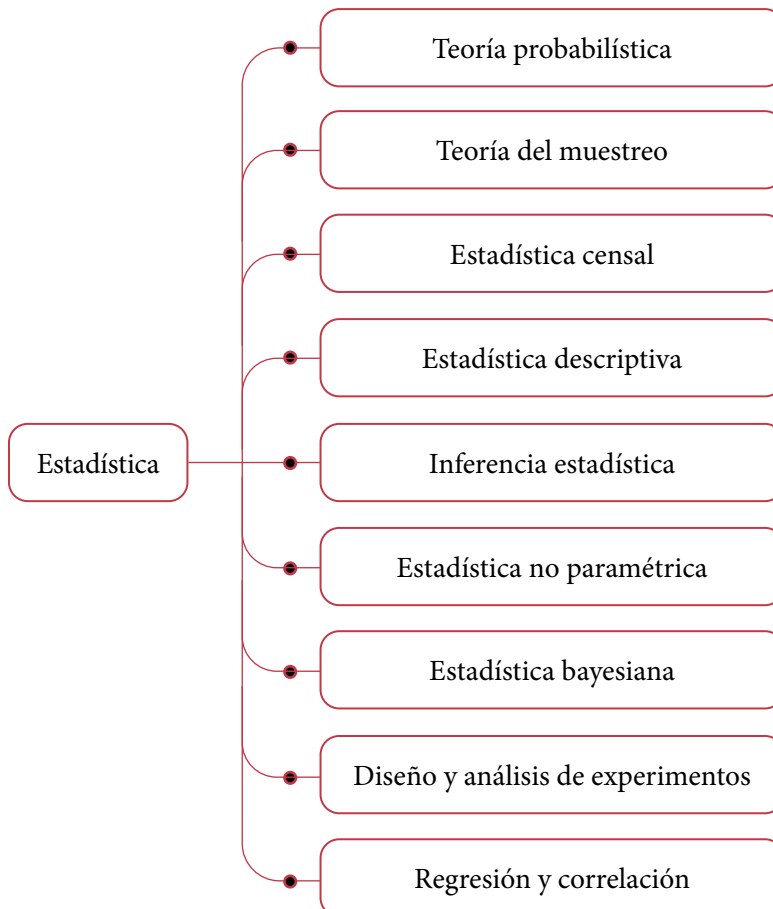 Teoría probabilística
Teoría del muestreo
Estadística censal
Estadística descriptiva
Estadística
Inferencia estadística
Estadística no paramétrica
Estadística bayesiana
Diseño y análisis de experimentos
Regresión y correlación